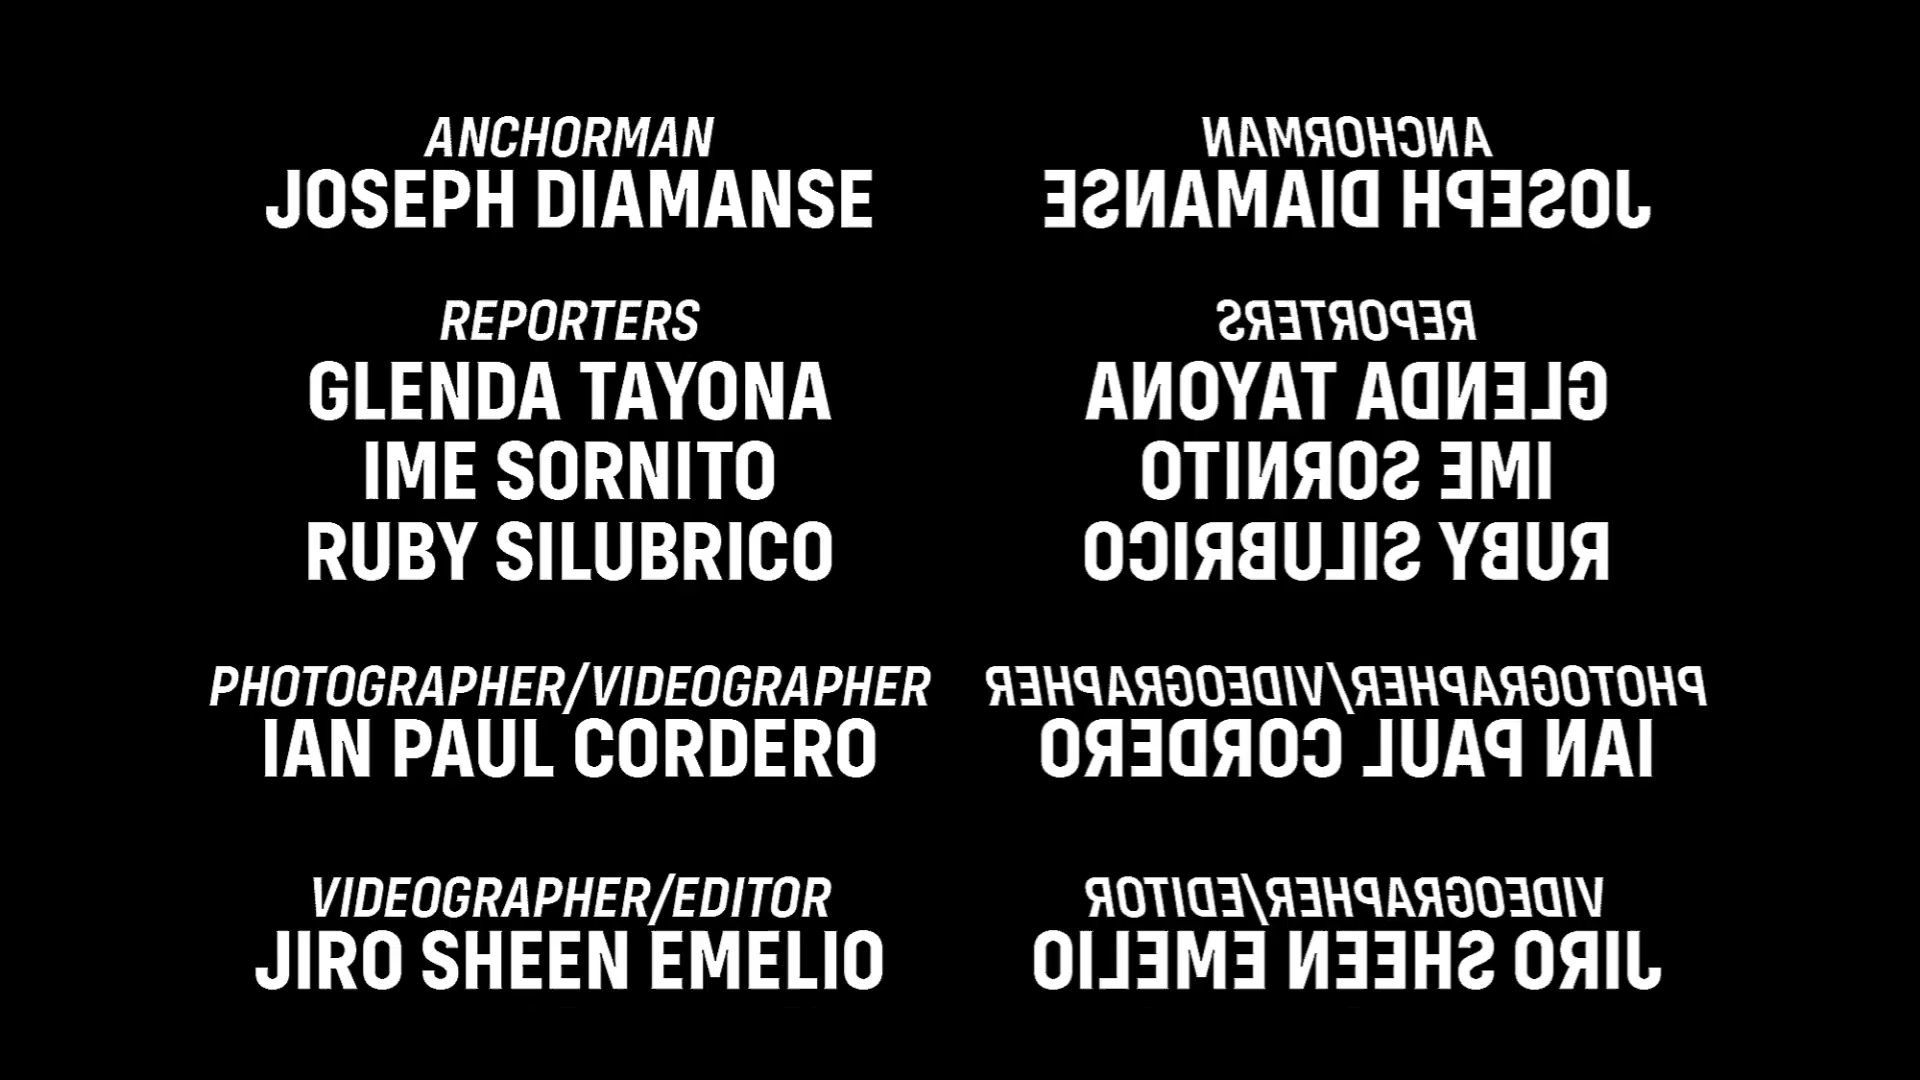 ANCHORMAN
JOSEPH DIAMANSE
REPORTERS
GLENDA TAYONA
IME SORNITO
RUBY SILUBRICO
PHOTOGRAPHER/VIDEOGRAPHER
IAN PAUL CORDERO
VIDEOGRAPHER/EDITOR
JIRO SHEEN EMELIO
ANCHORMAN
JOSEPH DIAMANSE
REPORTERS
GLENDA TAYONA
IME SORNITO
RUBY SILUBRICO
PHOTOGRAPHER/VIDEOGRAPHER
IAN PAUL CORDERO
VIDEOGRAPHER/EDITOR
JIRO SHEEN EMELIO